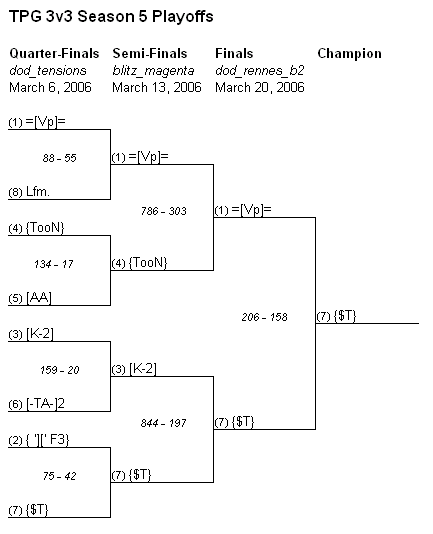 TPG 3v3 Season 5 Playoffs
Quarter-Finals Semi-Finals Finals Champion
dod_tensions blitz_magenta dod_rennes_b2
March 6, 2006 March 13, 2006 March 20, 2006
(1) =[Vp]=
88 – 55
(1) =[Vp]=
(8) Lfm.
786 – 303
(1) =[Vp]=
(4) {TooN}
134 – 17
(4) {TooN}
(5) [AA]
206 – 158
(7) {$T}
(3) [K-2]
159 – 20
(3) [K-2]
(6) [-TA-]2
844 – 197
(7) {$T}
(2) { '][' F3}
75 – 42
(7) {$T}
(7) {$T}